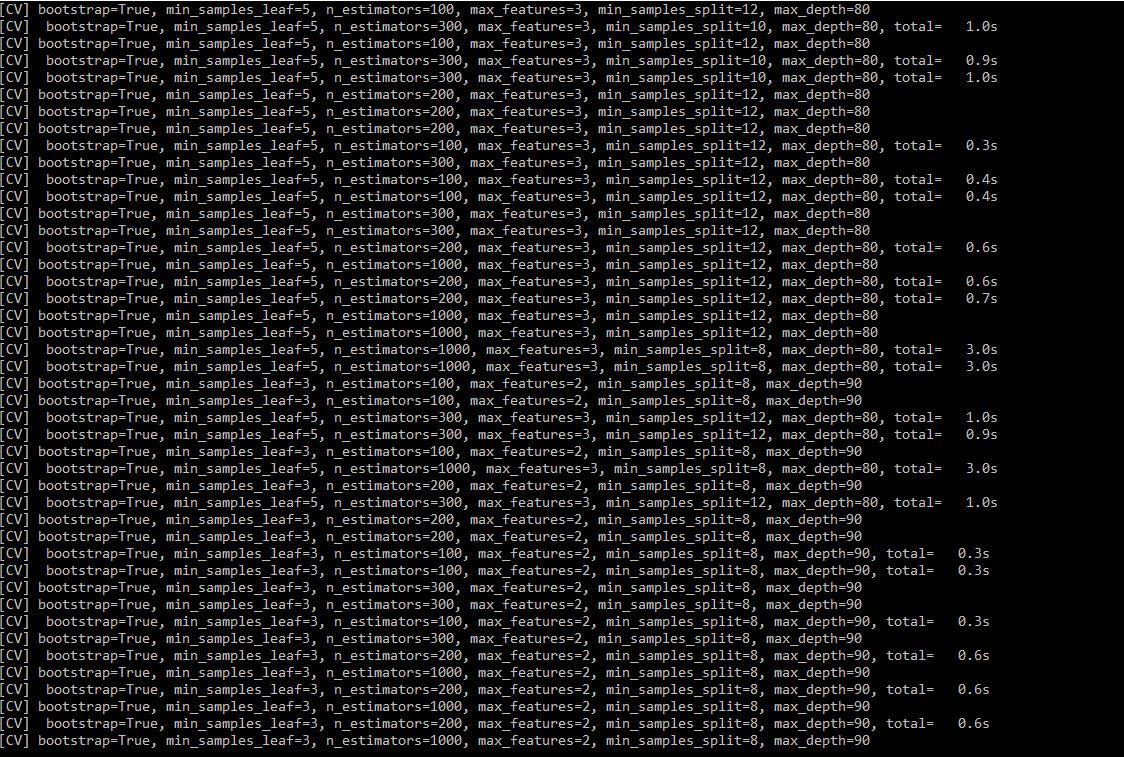 [CV] bootstrap=True, min_samples_leaf=5, n_estimators=100, max_features=3, min_samples_split=12, max_depth=80
[CV]  bootstrap=True, min_samples_leaf=5, n_estimators=300, max_features=3, min_samples_split=10, max_depth=80, total=   1.0s
[CV] bootstrap=True, min_samples_leaf=5, n_estimators=100, max_features=3, min_samples_split=12, max_depth=80
[CV]  bootstrap=True, min_samples_leaf=5, n_estimators=300, max_features=3, min_samples_split=10, max_depth=80, total=   0.9s
[CV]  bootstrap=True, min_samples_leaf=5, n_estimators=300, max_features=3, min_samples_split=10, max_depth=80, total=   1.0s
[CV] bootstrap=True, min_samples_leaf=5, n_estimators=200, max_features=3, min_samples_split=12, max_depth=80
[CV] bootstrap=True, min_samples_leaf=5, n_estimators=200, max_features=3, min_samples_split=12, max_depth=80
[CV] bootstrap=True, min_samples_leaf=5, n_estimators=200, max_features=3, min_samples_split=12, max_depth=80
[CV]  bootstrap=True, min_samples_leaf=5, n_estimators=100, max_features=3, min_samples_split=12, max_depth=80, total=   0.3s
[CV] bootstrap=True, min_samples_leaf=5, n_estimators=300, max_features=3, min_samples_split=12, max_depth=80
[CV]  bootstrap=True, min_samples_leaf=5, n_estimators=100, max_features=3, min_samples_split=12, max_depth=80, total=   0.4s
[CV]  bootstrap=True, min_samples_leaf=5, n_estimators=100, max_features=3, min_samples_split=12, max_depth=80, total=   0.4s
[CV] bootstrap=True, min_samples_leaf=5, n_estimators=300, max_features=3, min_samples_split=12, max_depth=80
[CV] bootstrap=True, min_samples_leaf=5, n_estimators=300, max_features=3, min_samples_split=12, max_depth=80
[CV]  bootstrap=True, min_samples_leaf=5, n_estimators=200, max_features=3, min_samples_split=12, max_depth=80, total=   0.6s
[CV] bootstrap=True, min_samples_leaf=5, n_estimators=1000, max_features=3, min_samples_split=12, max_depth=80
[CV]  bootstrap=True, min_samples_leaf=5, n_estimators=200, max_features=3, min_samples_split=12, max_depth=80, total=   0.6s
[CV]  bootstrap=True, min_samples_leaf=5, n_estimators=200, max_features=3, min_samples_split=12, max_depth=80, total=   0.7s
[CV] bootstrap=True, min_samples_leaf=5, n_estimators=1000, max_features=3, min_samples_split=12, max_depth=80
[CV] bootstrap=True, min_samples_leaf=5, n_estimators=1000, max_features=3, min_samples_split=12, max_depth=80
[CV]  bootstrap=True, min_samples_leaf=5, n_estimators=1000, max_features=3, min_samples_split=8, max_depth=80, total=   3.0s
[CV]  bootstrap=True, min_samples_leaf=5, n_estimators=1000, max_features=3, min_samples_split=8, max_depth=80, total=   3.0s
[CV] bootstrap=True, min_samples_leaf=3, n_estimators=100, max_features=2, min_samples_split=8, max_depth=90
[CV] bootstrap=True, min_samples_leaf=3, n_estimators=100, max_features=2, min_samples_split=8, max_depth=90
[CV]  bootstrap=True, min_samples_leaf=5, n_estimators=300, max_features=3, min_samples_split=12, max_depth=80, total=   1.0s
[CV]  bootstrap=True, min_samples_leaf=5, n_estimators=300, max_features=3, min_samples_split=12, max_depth=80, total=   0.9s
[CV] bootstrap=True, min_samples_leaf=3, n_estimators=100, max_features=2, min_samples_split=8, max_depth=90
[CV]  bootstrap=True, min_samples_leaf=5, n_estimators=1000, max_features=3, min_samples_split=8, max_depth=80, total=   3.0s
[CV] bootstrap=True, min_samples_leaf=3, n_estimators=200, max_features=2, min_samples_split=8, max_depth=90
[CV]  bootstrap=True, min_samples_leaf=5, n_estimators=300, max_features=3, min_samples_split=12, max_depth=80, total=   1.0s
[CV] bootstrap=True, min_samples_leaf=3, n_estimators=200, max_features=2, min_samples_split=8, max_depth=90
[CV] bootstrap=True, min_samples_leaf=3, n_estimators=200, max_features=2, min_samples_split=8, max_depth=90
[CV]  bootstrap=True, min_samples_leaf=3, n_estimators=100, max_features=2, min_samples_split=8, max_depth=90, total=   0.3s
[CV]  bootstrap=True, min_samples_leaf=3, n_estimators=100, max_features=2, min_samples_split=8, max_depth=90, total=   0.3s
[CV] bootstrap=True, min_samples_leaf=3, n_estimators=300, max_features=2, min_samples_split=8, max_depth=90
[CV] bootstrap=True, min_samples_leaf=3, n_estimators=300, max_features=2, min_samples_split=8, max_depth=90
[CV]  bootstrap=True, min_samples_leaf=3, n_estimators=100, max_features=2, min_samples_split=8, max_depth=90, total=   0.3s
[CV] bootstrap=True, min_samples_leaf=3, n_estimators=300, max_features=2, min_samples_split=8, max_depth=90
[CV]  bootstrap=True, min_samples_leaf=3, n_estimators=200, max_features=2, min_samples_split=8, max_depth=90, total=   0.6s
[CV] bootstrap=True, min_samples_leaf=3, n_estimators=1000, max_features=2, min_samples_split=8, max_depth=90
[CV]  bootstrap=True, min_samples_leaf=3, n_estimators=200, max_features=2, min_samples_split=8, max_depth=90, total=   0.6s
[CV] bootstrap=True, min_samples_leaf=3, n_estimators=1000, max_features=2, min_samples_split=8, max_depth=90
[CV]  bootstrap=True, min_samples_leaf=3, n_estimators=200, max_features=2, min_samples_split=8, max_depth=90, total=   0.6s
[CV] bootstrap=True, min_samples_leaf=3, n_estimators=1000, max_features=2, min_samples_split=8, max_depth=90